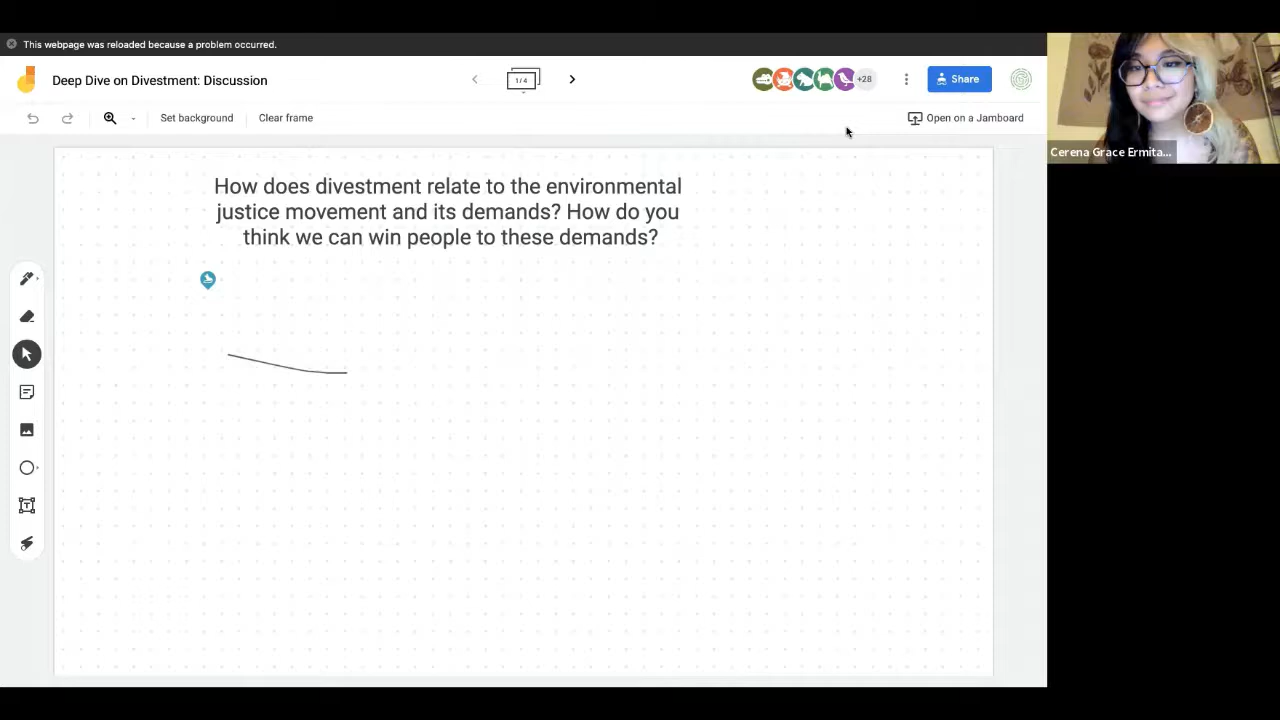 This webpage was reloaded because a problem occurred.
Deep Dive on Divestment: Discussion
1/4
+28
Share
Set background
Clear frame
Open on a Jamboard
Cerena Grace Ermita...
How does divestment relate to the environmental
justice movement and its demands? How do you
think we can win people to these demands?